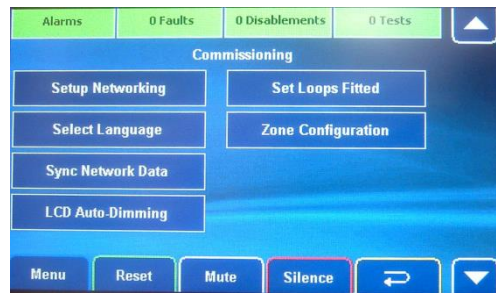 Alarms 0 Faults 0 Disablements 0 Tests
Commissioning
Setup Networking Set Loops Fitted
Select Language Zone Configuration
Sync Network Data
LCD Auto-Dimming
Menu Reset Mute Silence